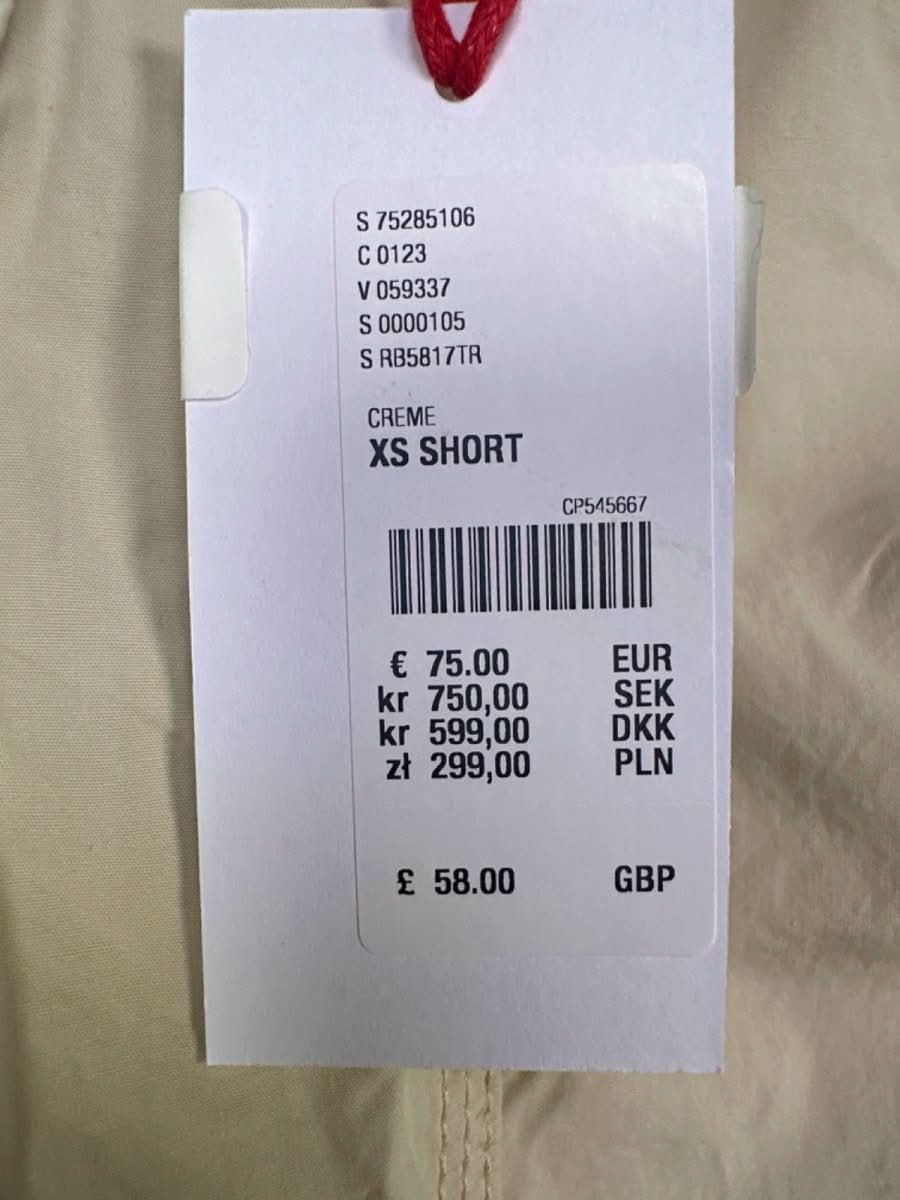 S 75285106
C 0123
V 059337
S 0000105
S RB5817TR
CREME
XS SHORT
CP545667
€ 75.00 EUR
kr 750,00 SEK
kr 599,00 DKK
zł 299,00 PLN
£ 58.00 GBP